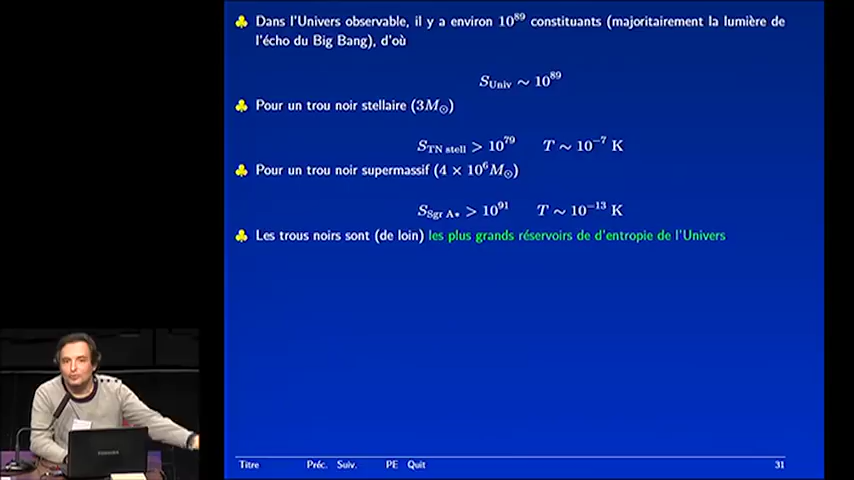 Dans l'Univers observable, il y a environ 10^89 constituants (majoritairement la lumière de
l'écho du Big Bang), d'où
S_Univ ∼ 10^89
Pour un trou noir stellaire (3M_⊙)
S_TN stell > 10^79 T ∼ 10^−7 K
Pour un trou noir supermassif (4 × 10^6 M_⊙)
S_Sgr A* > 10^91 T ∼ 10^−13 K
Les trous noirs sont (de loin) les plus grands réservoirs de d'entropie de l'Univers
TOSHIBA
Titre Préc. Suiv. PE Quit 31